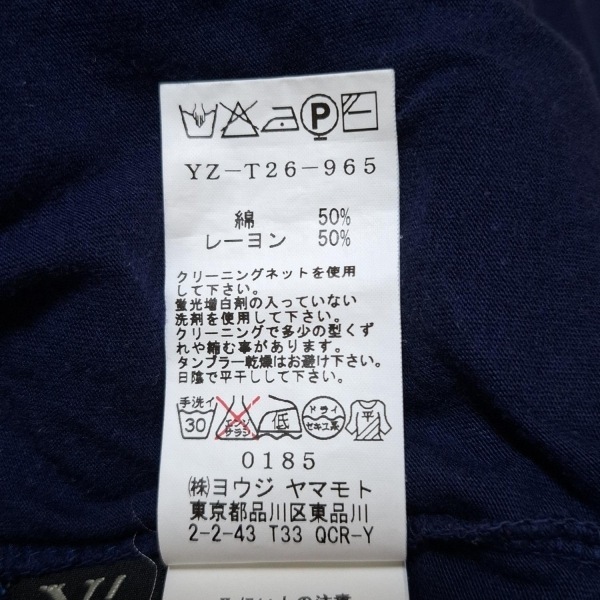 P
YZ-T26-965
綿 50%
レーヨン 50%
クリーニングネットを使用
して下さい。
蛍光増白剤の入っていない
洗剤を使用して下さい。
クリーニングで多少の型くず
れや縮む事があります。
タンブラー乾燥はお避け下さい。
日陰で平干しして下さい。
手洗イ 30 エンソ サラシ 低 ドライ セキユ系 平
0185
㈱ヨウジ ヤマモト
東京都品川区東品川
2-2-43 T33 QCR-Y